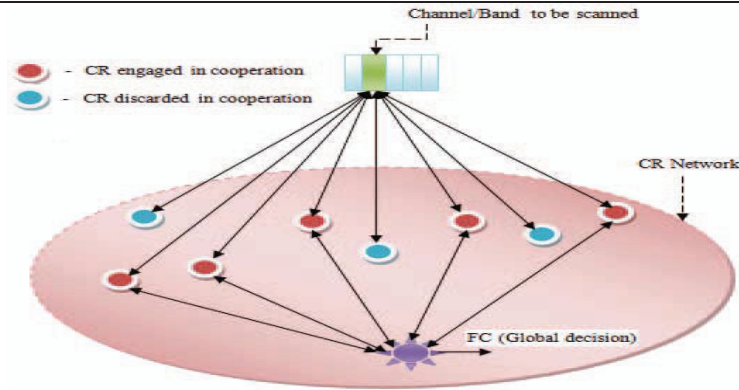 Channel/Band to be scanned
- CR engaged in cooperation
- CR discarded in cooperation
CR Network
FC (Global decision)